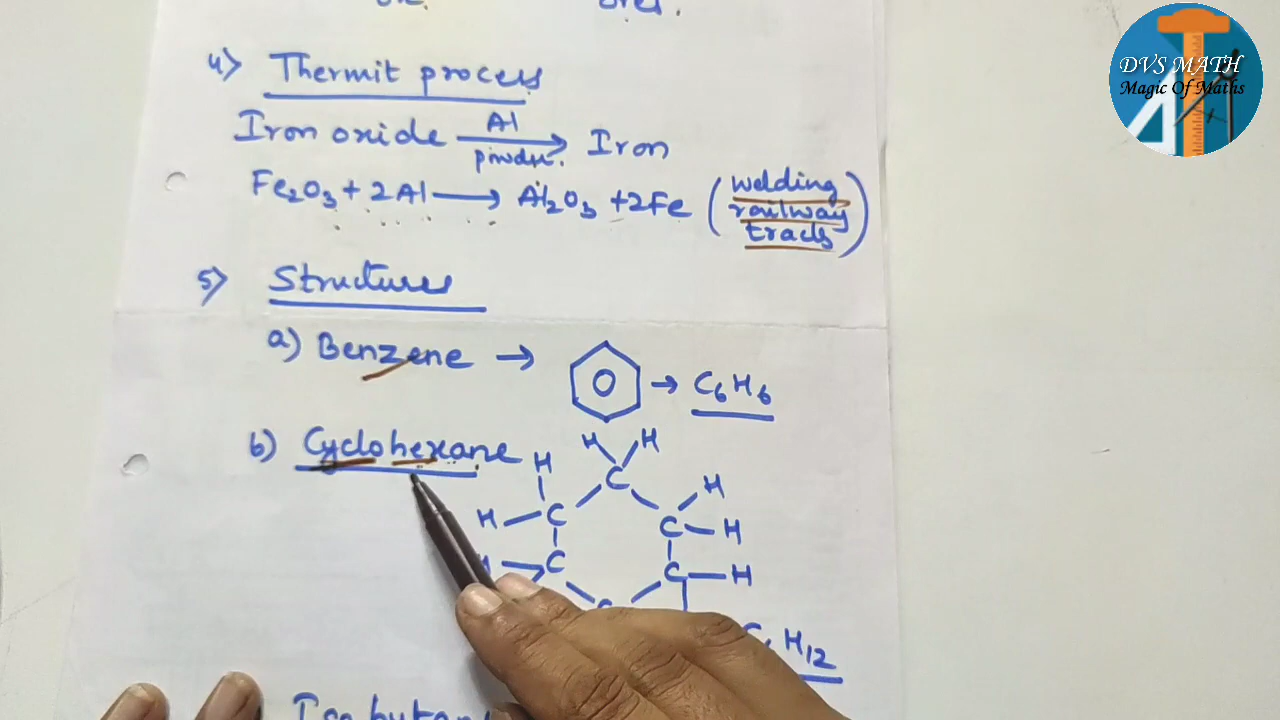 4) Thermit process
Iron oxide Al powder. → Iron
Fe2O3 + 2Al → Al2O3 + 2Fe (welding railway tracks)
5) Structures
a) Benzene → → C6H6
b) Cyclohexane
H H
H C H
H C C H
H C C H
H12
DVS MATH
Magic Of Maths